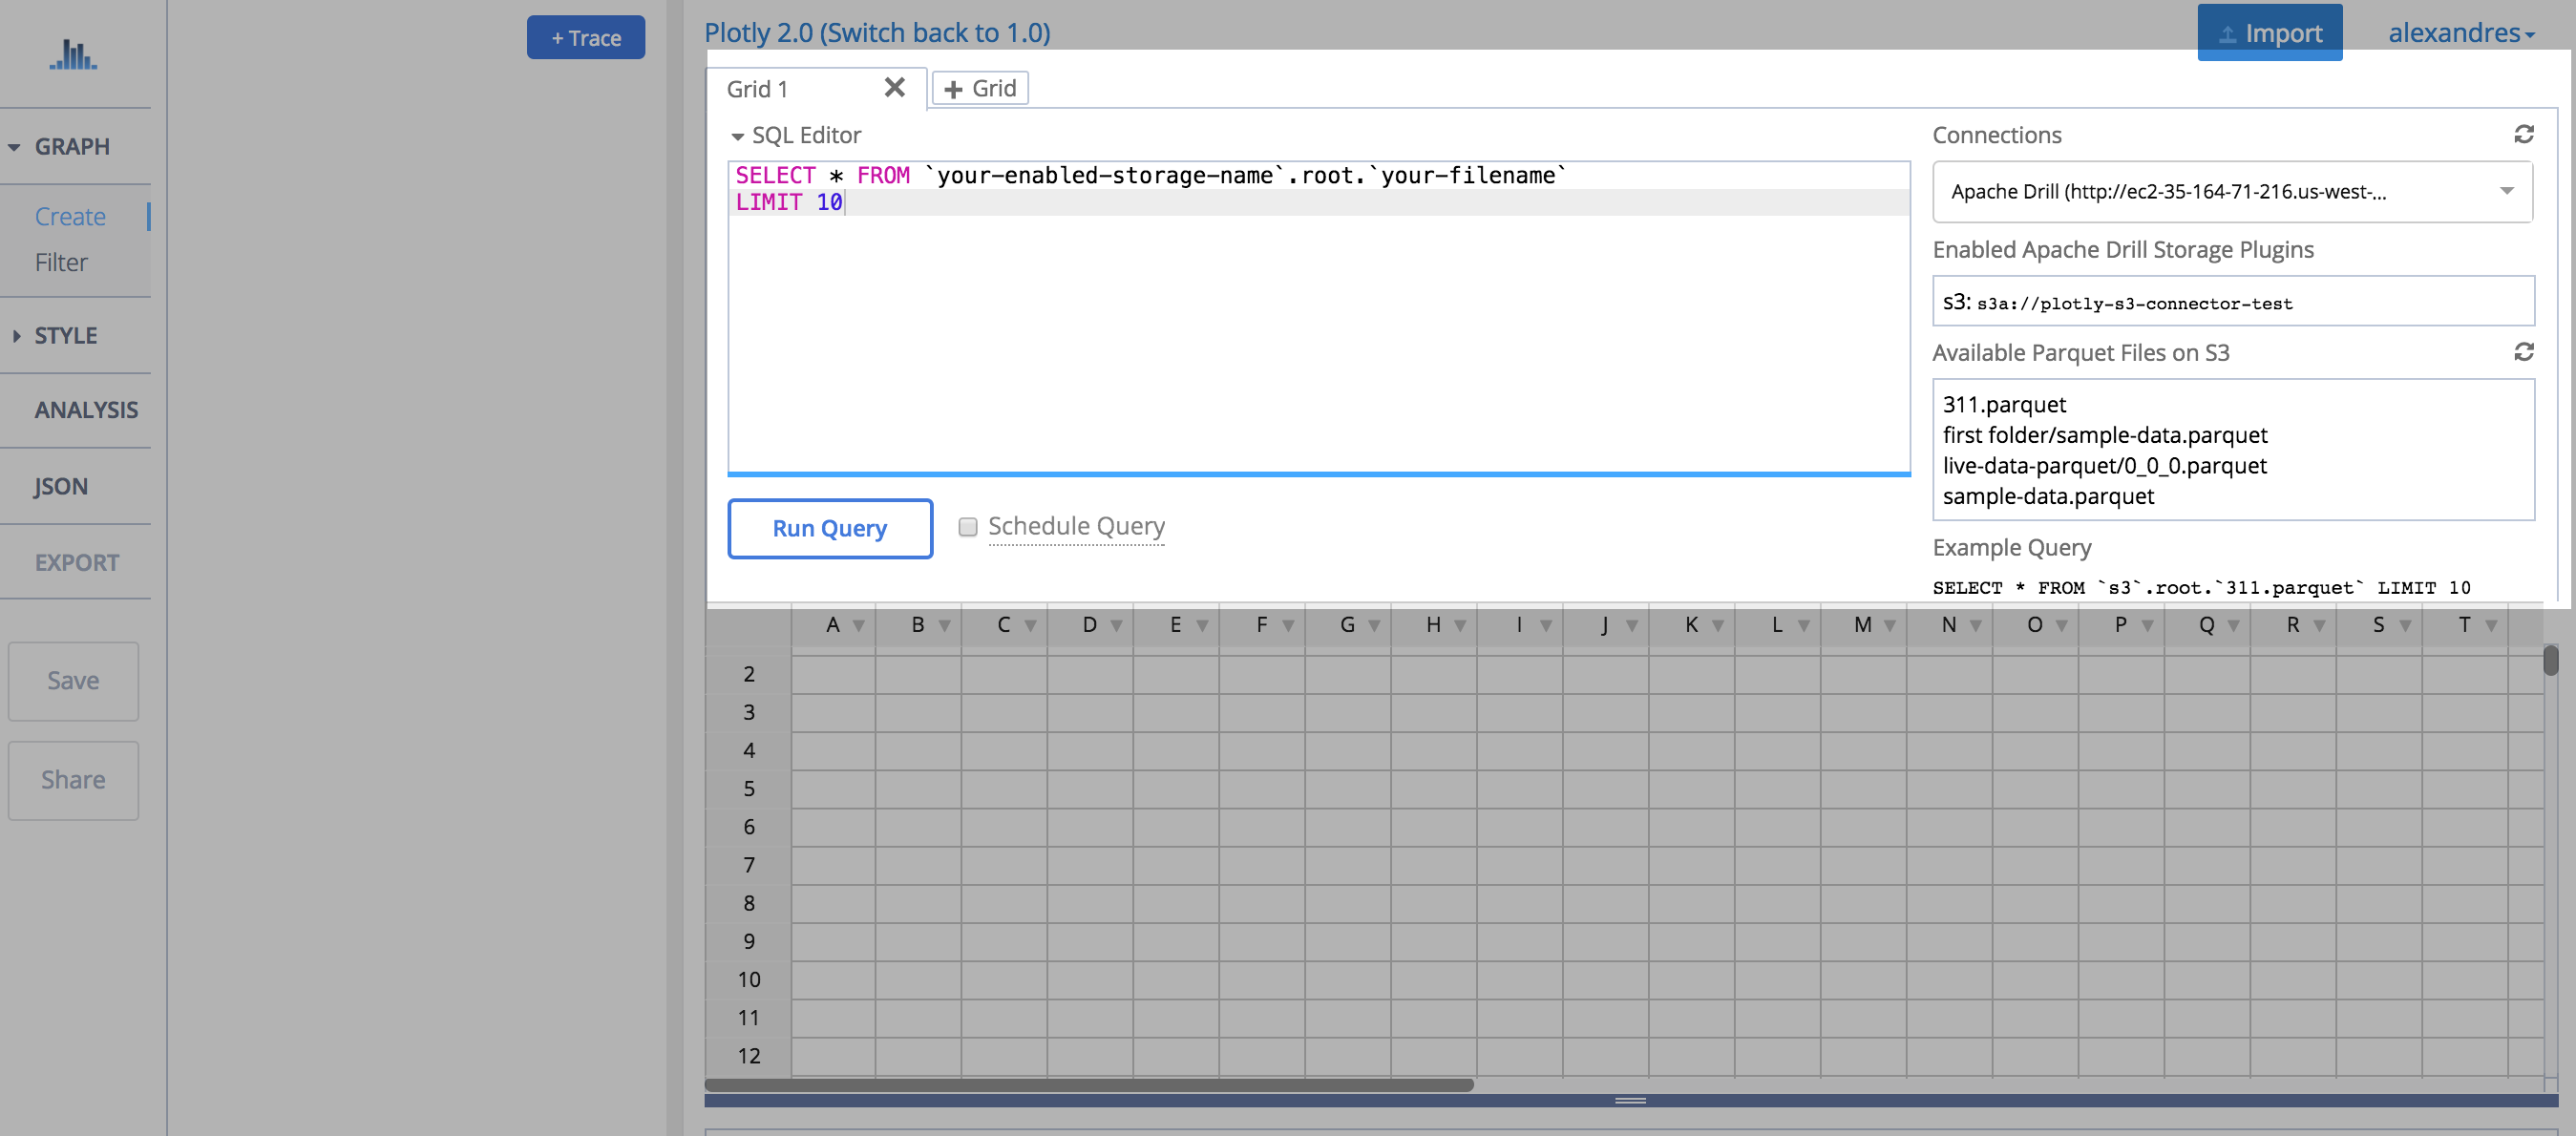 + Trace
Plotly 2.0 (Switch back to 1.0)
Import
alexandres
GRAPH
Create
Filter
STYLE
ANALYSIS
JSON
EXPORT
Save
Share
Grid 1
+ Grid
SQL Editor
SELECT * FROM `your-enabled-storage-name`.root.`your-filename`
LIMIT 10
Run Query
Schedule Query
Connections
Apache Drill (http://ec2-35-164-71-216.us-west-...
Enabled Apache Drill Storage Plugins
s3: s3a://plotly-s3-connector-test
Available Parquet Files on S3
311.parquet
first folder/sample-data.parquet
live-data-parquet/0_0_0.parquet
sample-data.parquet
Example Query
SELECT * FROM `s3`.root.`311.parquet` LIMIT 10
A B C D E F G H I J K L M N O P Q R S T
2
3
4
5
6
7
8
9
10
11
12